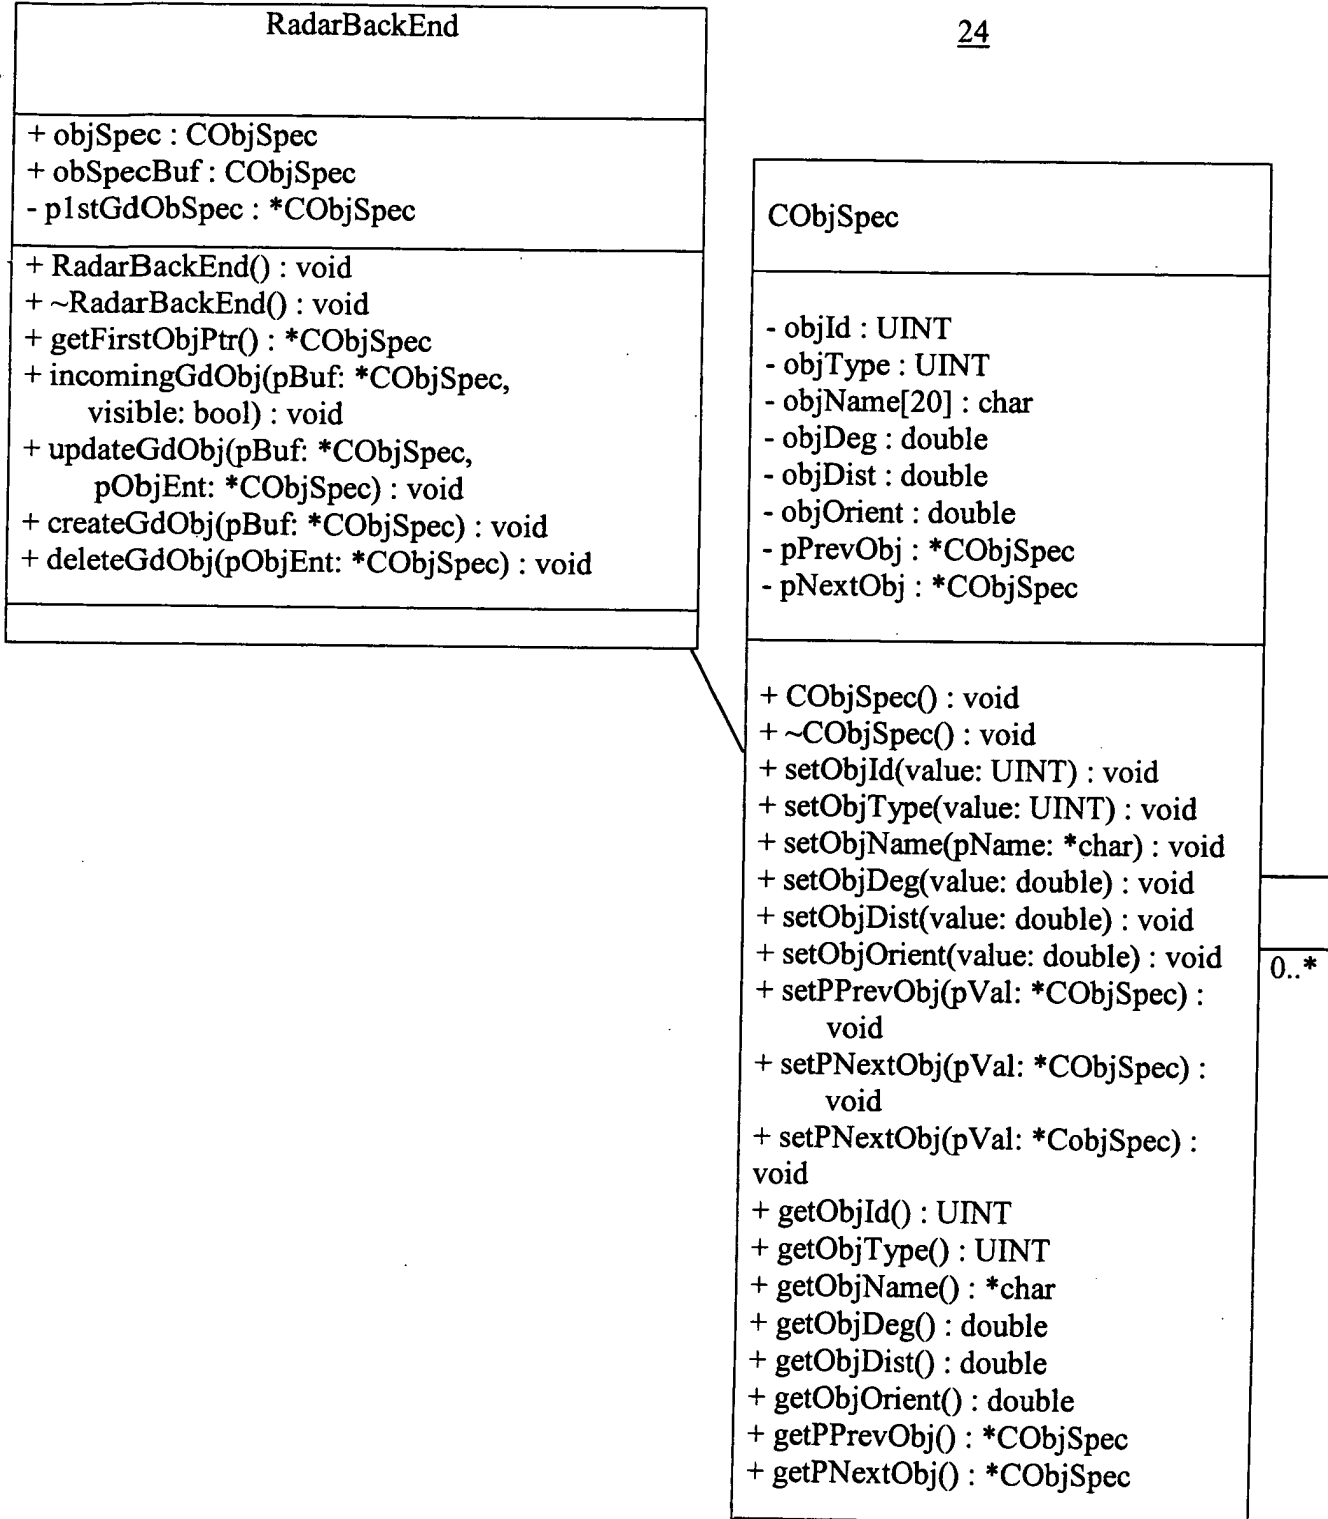 RadarBackEnd
24
+ objSpec : CObjSpec
+ obSpecBuf : CObjSpec
- p1stGdObSpec : *CObjSpec
+ RadarBackEnd() : void
+ ~RadarBackEnd() : void
+ getFirstObjPtr() : *CObjSpec
+ incomingGdObj(pBuf: *CObjSpec,
visible: bool) : void
+ updateGdObj(pBuf: *CObjSpec,
pObjEnt: *CObjSpec) : void
+ createGdObj(pBuf: *CObjSpec) : void
+ deleteGdObj(pObjEnt: *CObjSpec) : void
CObjSpec
- objId : UINT
- objType : UINT
- objName[20] : char
- objDeg : double
- objDist : double
- objOrient : double
- pPrevObj : *CObjSpec
- pNextObj : *CObjSpec
+ CObjSpec() : void
+ ~CObjSpec() : void
+ setObjId(value: UINT) : void
+ setObjType(value: UINT) : void
+ setObjName(pName: *char) : void
+ setObjDeg(value: double) : void
+ setObjDist(value: double) : void
+ setObjOrient(value: double) : void
0..*
+ setPPrevObj(pVal: *CObjSpec) :
void
+ setPNextObj(pVal: *CObjSpec) :
void
+ setPNextObj(pVal: *CobjSpec) :
void
+ getObjId() : UINT
+ getObjType() : UINT
+ getObjName() : *char
+ getObjDeg() : double
+ getObjDist() : double
+ getObjOrient() : double
+ getPPrevObj() : *CObjSpec
+ getPNextObj() : *CObjSpec